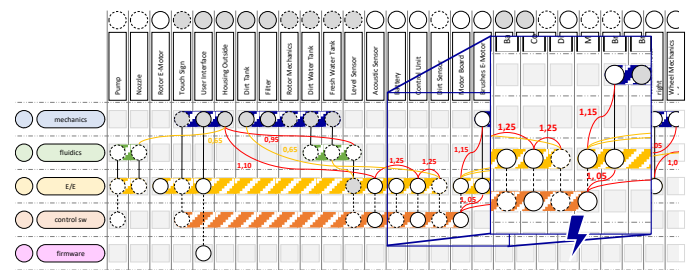 Pump
Nozzle
Rotor E-Motor
Touch Sign
User Interface
Housing Outside
Dirt Tank
Filter
Rotor Mechanics
Dirt Water Tank
Fresh Water Tank
Level Sensor
Acoustic Sensor
Control Unit
Dirt Sensor
Motor Board
Brushes E-Motor
Wheel Mechanics
mechanics
1,15
0,65
0,95
0,65
1,15
fluidics
1,10
1,25
1,25
1,25
1,25
E/E
1,05
1,05
control sw
firmware